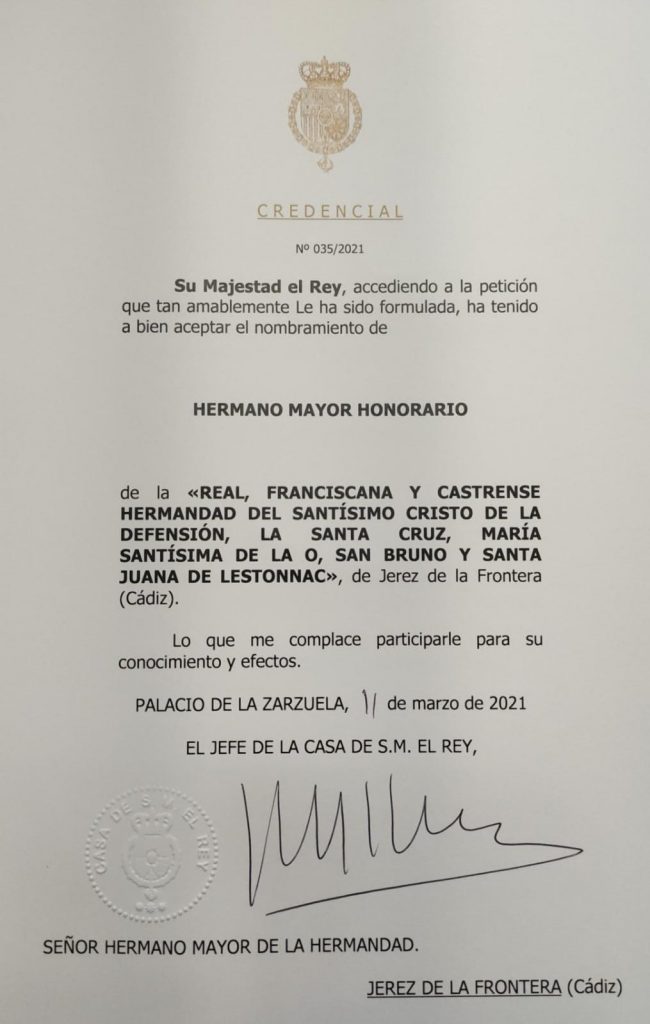 CREDENCIAL
Nº 035/2021
Su Majestad el Rey, accediendo a la petición
que tan amablemente Le ha sido formulada, ha tenido
a bien aceptar el nombramiento de
HERMANO MAYOR HONORARIO
de la «REAL, FRANCISCANA Y CASTRENSE
HERMANDAD DEL SANTÍSIMO CRISTO DE LA
DEFENSIÓN, LA SANTA CRUZ, MARÍA
SANTÍSIMA DE LA O, SAN BRUNO Y SANTA
JUANA DE LESTONNAC», de Jerez de la Frontera
(Cádiz).
Lo que me complace participarle para su
conocimiento y efectos.
PALACIO DE LA ZARZUELA, 11 de marzo de 2021
EL JEFE DE LA CASA DE S.M. EL REY,
CASA DE S.M. EL REY
SEÑOR HERMANO MAYOR DE LA HERMANDAD.
JEREZ DE LA FRONTERA (Cádiz)